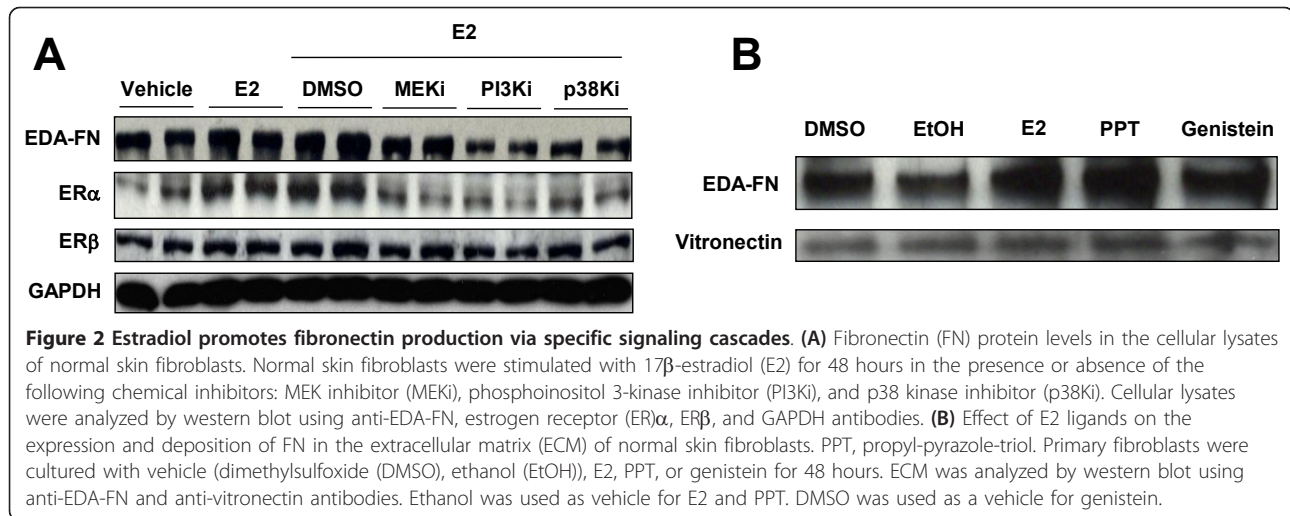 A
E2
Vehicle E2 DMSO MEKi PI3Ki p38Ki
EDA-FN
ERα
ERβ
GAPDH
B
DMSO EtOH E2 PPT Genistein
EDA-FN
Vitronectin
Figure 2 Estradiol promotes fibronectin production via specific signaling cascades. (A) Fibronectin (FN) protein levels in the cellular lysates
of normal skin fibroblasts. Normal skin fibroblasts were stimulated with 17β-estradiol (E2) for 48 hours in the presence or absence of the
following chemical inhibitors: MEK inhibitor (MEKi), phosphoinositol 3-kinase inhibitor (PI3Ki), and p38 kinase inhibitor (p38Ki). Cellular lysates
were analyzed by western blot using anti-EDA-FN, estrogen receptor (ER)α, ERβ, and GAPDH antibodies. (B) Effect of E2 ligands on the
expression and deposition of FN in the extracellular matrix (ECM) of normal skin fibroblasts. PPT, propyl-pyrazole-triol. Primary fibroblasts were
cultured with vehicle (dimethylsulfoxide (DMSO), ethanol (EtOH)), E2, PPT, or genistein for 48 hours. ECM was analyzed by western blot using
anti-EDA-FN and anti-vitronectin antibodies. Ethanol was used as vehicle for E2 and PPT. DMSO was used as a vehicle for genistein.